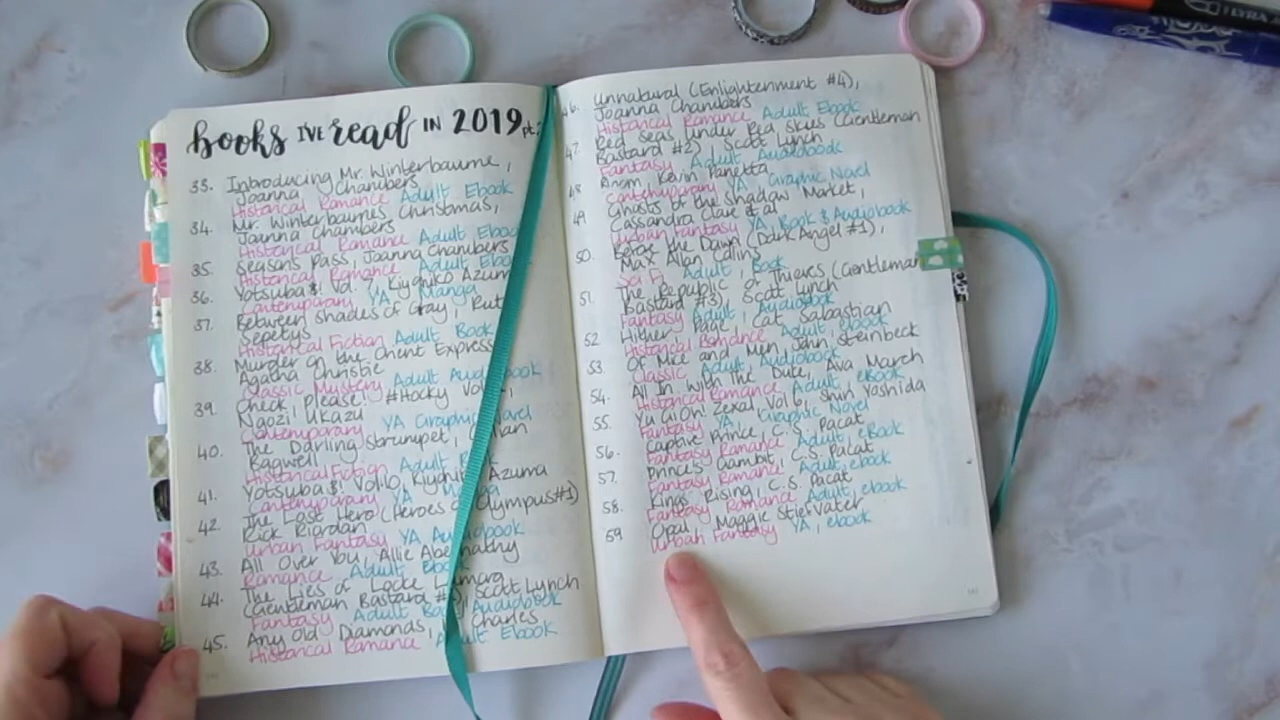 books I'VE read IN 2019 pt.
33. Introducing Mr. Winterbourne,
Joanna Chambers
Historical Romance Adult Ebook
34. Mr. Winterbournes Christmas,
Joanna Chambers
Historical Romance Adult Eboo
35. Seasons Pass, Joanna Chambers
Historical Romance Adult Ebo
36. Yotsuba &! Vol. 7, Kiyohiko Azum
Contemporary YA Manga
37. Between Shades of Gray, Rut
Sepetys
Historical Fiction Adult Book
38. Murder on the Orient Express
Agatha Christie
Classic Mystery Adult Audiobook
39. Check, Please! #Hocky Vol
Ngozi Ukazu
Contemporary YA Graphic Novel
40. The Darling Strumpet, Gillian
Bagwell
Historical Fiction Adult
41. Yotsuba &! Vol. 10, Kiyohiko Azuma
Contemporary YA
42. The Lost Hero (Heroes of Olympus #1)
Rick Riordan
Urban Fantasy YA Audiobook
43. All Over You, Allie Abernathy
Romance Adult Ebook
44. The Lies of Locke Lamora
(Gentleman Bastard #1), Scott Lynch
Fantasy Adult Audiobook
45. Any Old Diamonds, Charles
Historical Romance Adult Ebook
46. Unnatural (Enlightenment #4),
Joanna Chambers
Historical Romance Adult Ebook
47. Red Seas Under Red Skies (Gentleman
Bastard #2) Scott Lynch
Fantasy Adult Audiobook
48. Kevin Panetta
Contemporary YA Graphic Novel
49. Ghosts of the Shadow Market,
Cassandra Clare & al
Urban Fantasy YA Book & Audiobook
50. Before the Dawn (Dark Angel #1),
Max Allan Collins
Sci Fi Adult, Book
51. The Republic of Thieves, (Gentleman
Bastard #3) Scott Lynch
Fantasy Adult, Audiobook
52 Hither Page, Cat Sabastian
Historical Romance Adult ebook
53. Of Mice and Men, John Steinbeck
Classic Adult Audiobook
54. All In With The Duke, Ava March
Historical Romance Adult, eBook
55. Yu Gi Oh! Zexal Vol 6, Shin Yoshida
Fantasy YA, Graphic Novel
56. Captive Prince C.S. Pacat
Fantasy Romance Adult, eBook
57. Princes Gambit, C.S. Pacat
Fantasy Romance Adult, ebook
58. Kings Rising, C.S. Pacat
Fantasy Romance Adult, ebook
59 Opal, Maggie Stiefvater
Urban Fantasy YA, ebook